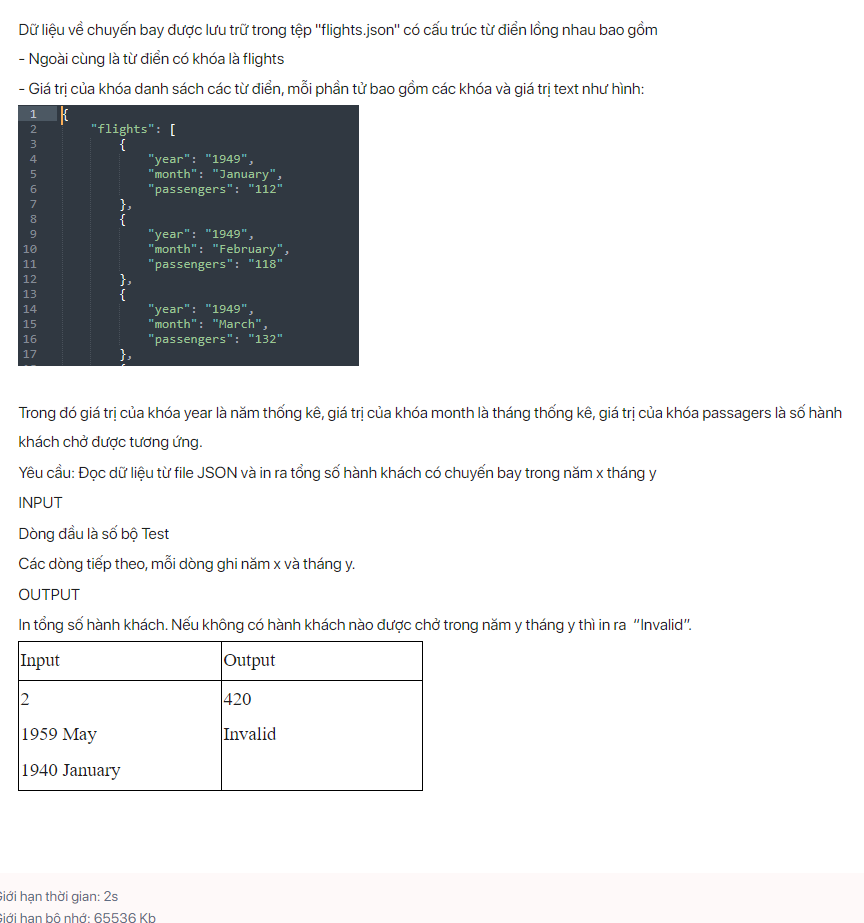 Dữ liệu về chuyến bay được lưu trữ trong tệp "flights.json" có cấu trúc từ điển lồng nhau bao gồm
- Ngoài cùng là từ điển có khóa là flights
- Giá trị của khóa danh sách các từ điển, mỗi phần tử bao gồm các khóa và giá trị text như hình:
1 {
2 "flights": [
3 {
4 "year": "1949",
5 "month": "January",
6 "passengers": "112"
7 },
8 {
9 "year": "1949",
10 "month": "February",
11 "passengers": "118"
12 },
13 {
14 "year": "1949",
15 "month": "March",
16 "passengers": "132"
17 },
Trong đó giá trị của khóa year là năm thống kê, giá trị của khóa month là tháng thống kê, giá trị của khóa passagers là số hành
khách chở được tương ứng.
Yêu cầu: Đọc dữ liệu từ file JSON và in ra tổng số hành khách có chuyến bay trong năm x tháng y
INPUT
Dòng đầu là số bộ Test
Các dòng tiếp theo, mỗi dòng ghi năm x và tháng y.
OUTPUT
In tổng số hành khách. Nếu không có hành khách nào được chở trong năm y tháng y thì in ra “Invalid”.
Input Output
2 420
1959 May Invalid
1940 January
Giới hạn thời gian: 2s
Giới hạn bộ nhớ: 65536 Kb